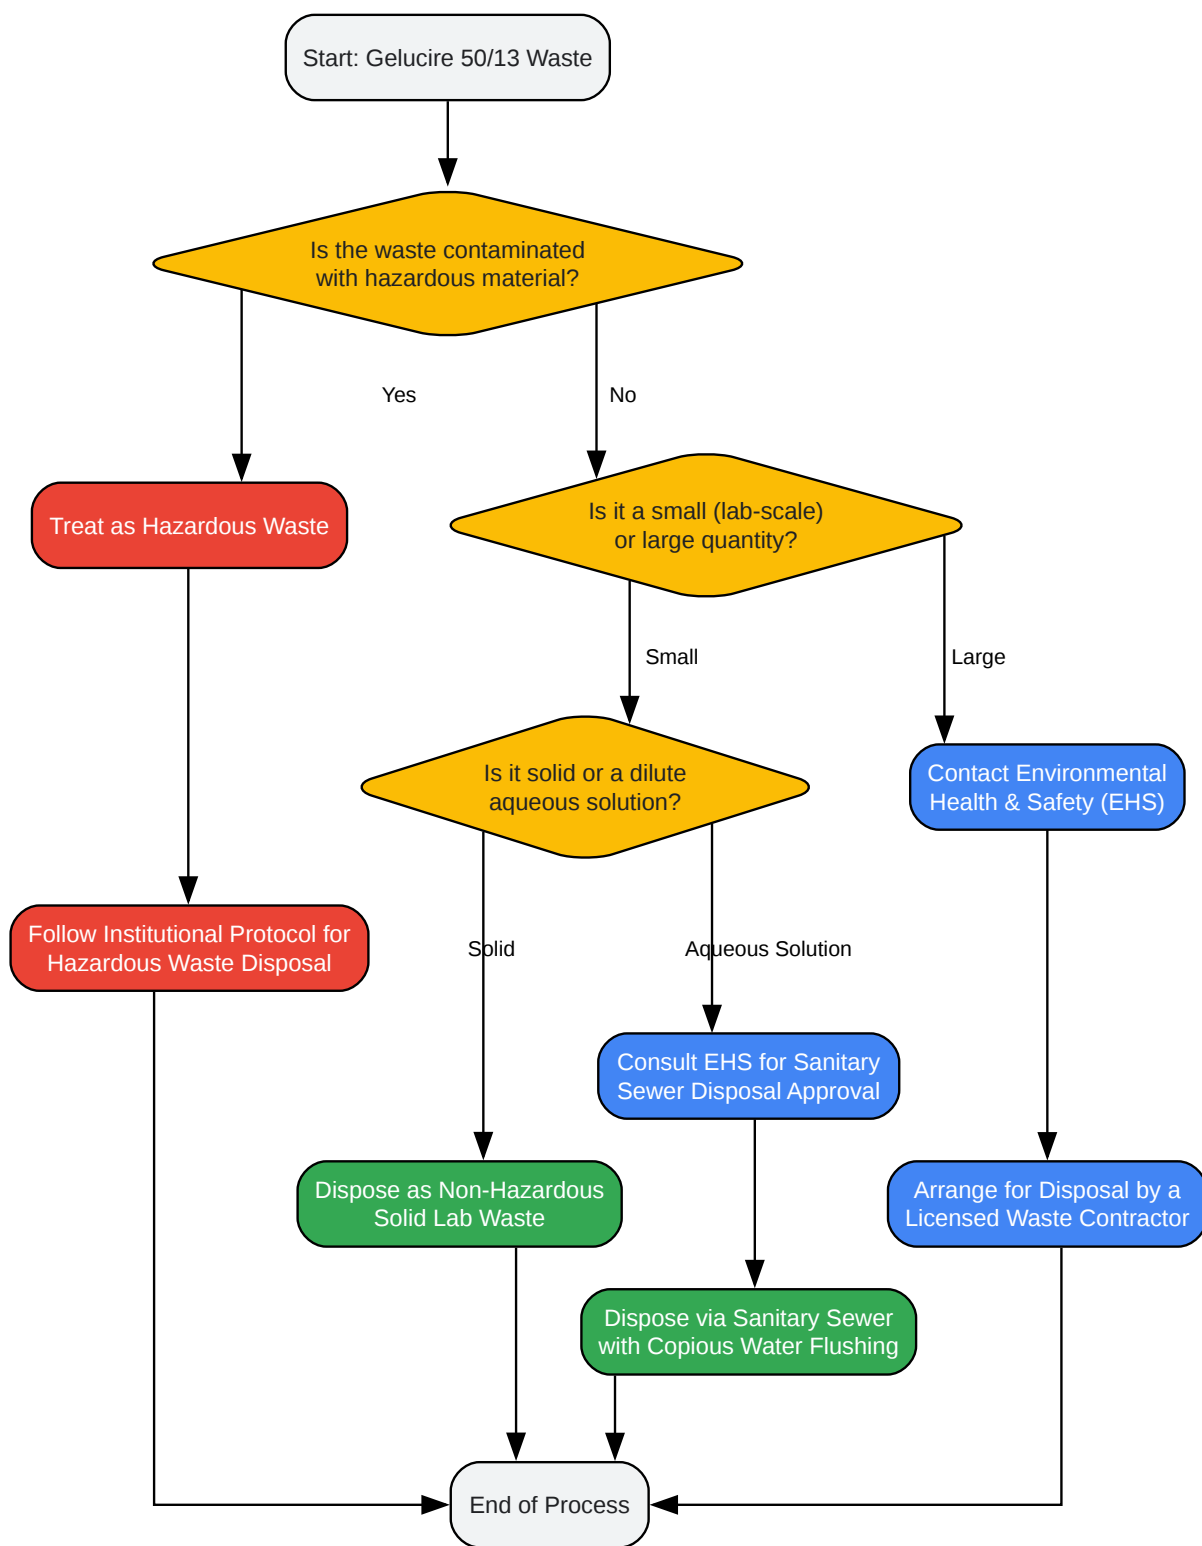 Start: Gelucire 50/13 Waste
Is the waste contaminated
with hazardous material?
Yes
No
Treat as Hazardous Waste
Is it a small (lab-scale)
or large quantity?
Small
Large
Is it solid or a dilute
aqueous solution?
Contact Environmental
Health & Safety (EHS)
Follow Institutional Protocol for
Hazardous Waste Disposal
Solid
Aqueous Solution
Consult EHS for Sanitary
Sewer Disposal Approval
Dispose as Non-Hazardous
Solid Lab Waste
Arrange for Disposal by a
Licensed Waste Contractor
Dispose via Sanitary Sewer
with Copious Water Flushing
End of Process